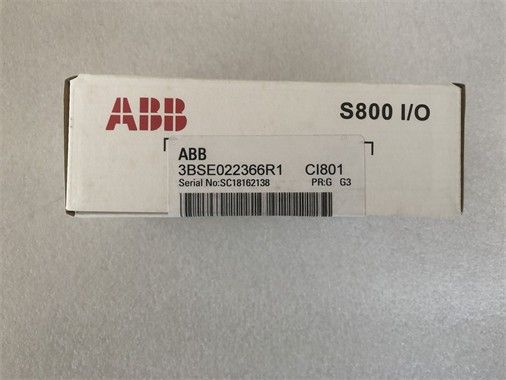 ABB
S800 I/O
ABB
3BSE022366R1 CI801
Serial No:SC18162138 PR:G G3